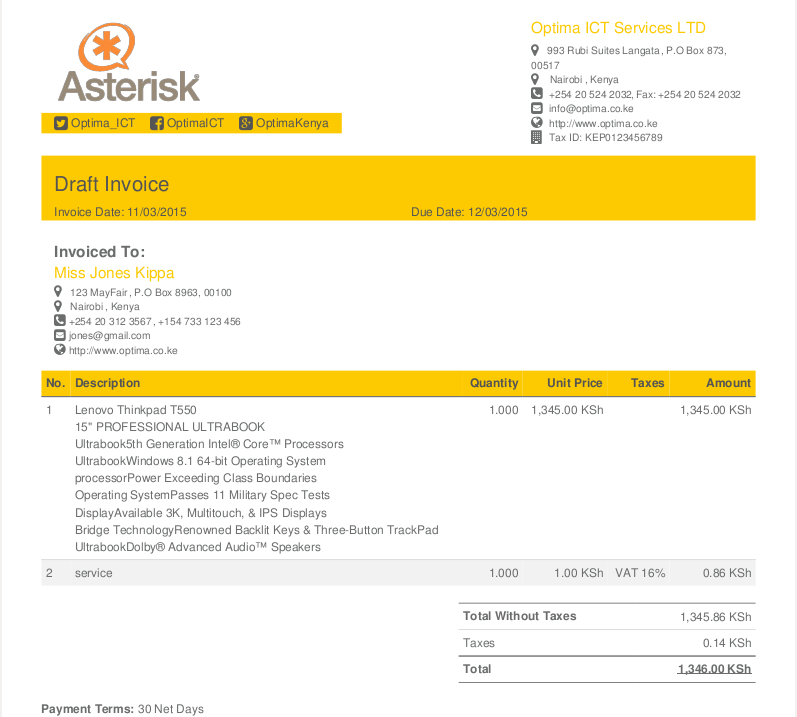 Asterisk
Optima_ICT OptimaICT OptimaKenya
Optima ICT Services LTD
993 Rubi Suites Langata, P.O Box 873,
00517
Nairobi , Kenya
+254 20 524 2032, Fax: +254 20 524 2032
info@optima.co.ke
http://www.optima.co.ke
Tax ID: KEP0123456789
Draft Invoice
Invoice Date: 11/03/2015 Due Date: 12/03/2015
Invoiced To:
Miss Jones Kippa
123 MayFair, P.O Box 8963, 00100
Nairobi , Kenya
+254 20 312 3567 , +154 733 123 456
jones@gmail.com
http://www.optima.co.ke
No. Description Quantity Unit Price Taxes Amount
1 Lenovo Thinkpad T550 1.000 1,345.00 KSh 1,345.00 KSh
15" PROFESSIONAL ULTRABOOK
Ultrabook5th Generation Intel® Core™ Processors
UltrabookWindows 8.1 64-bit Operating System
processorPower Exceeding Class Boundaries
Operating SystemPasses 11 Military Spec Tests
DisplayAvailable 3K, Multitouch, & IPS Displays
Bridge TechnologyRenowned Backlit Keys & Three-Button TrackPad
UltrabookDolby® Advanced Audio™ Speakers
2 service 1.000 1.00 KSh VAT 16% 0.86 KSh
Total Without Taxes 1,345.86 KSh
Taxes 0.14 KSh
Total 1,346.00 KSh
Payment Terms: 30 Net Days